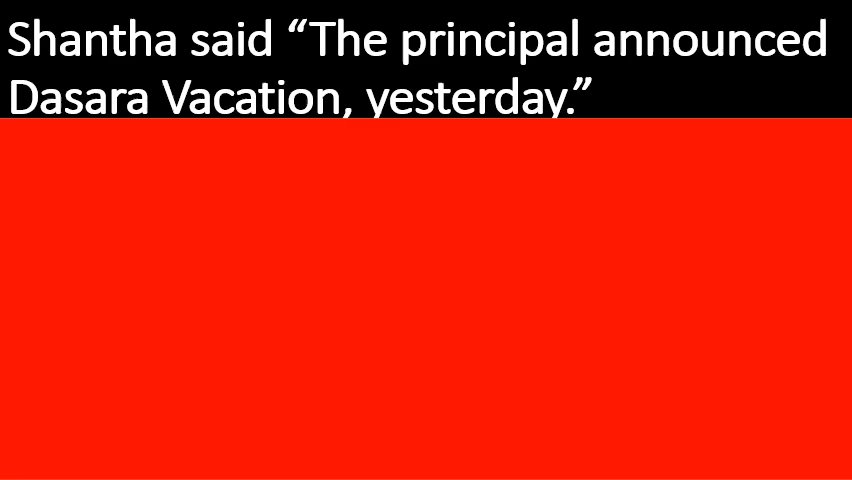 Shantha said “The principal announced
Dasara Vacation, yesterday.”